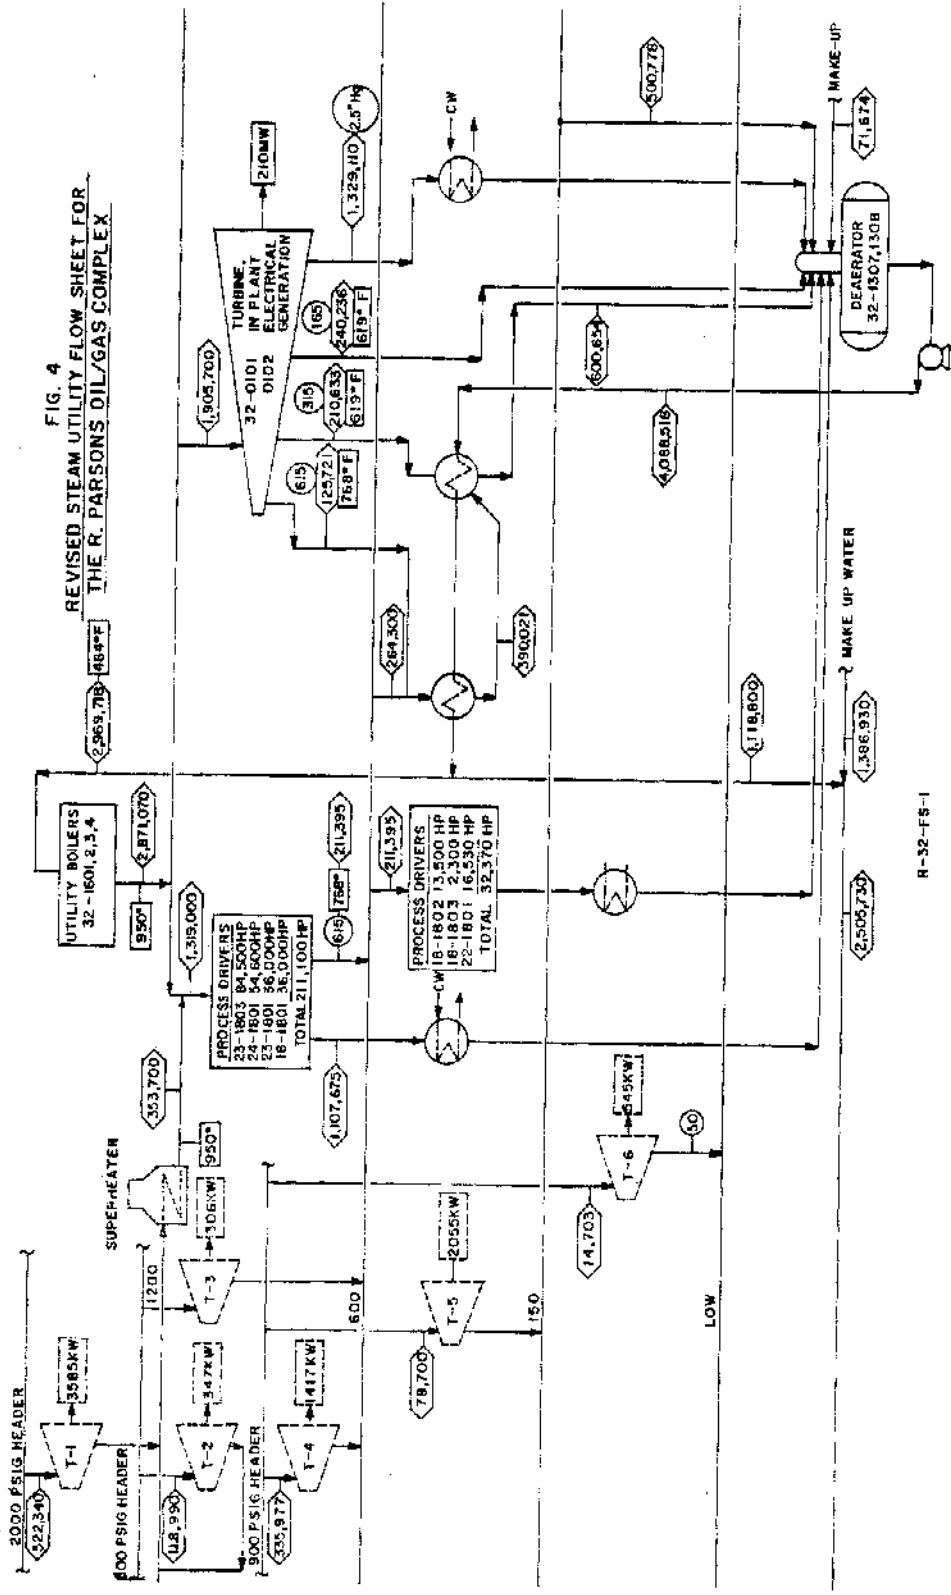 FIG. 4
REVISED STEAM UTILITY FLOW SHEET FOR
THE R. PARSONS OIL/GAS COMPLEX
2000 PSIG HEADER
522,340
T-1
3585KW
SUPERHEATER
1200
T-3
306KW
950°
353,700
PSIG HEADER
T-2
347KW
900 PSIG HEADER
335,977
T-4
1417KW
600
78,700
T-5
2055KW
150
14,703
T-6
545KW
50
LOW
UTILITY BOILERS
32-1601,2,3,4
2,969,718
484°F
950°
2,871,070
1,319,000
PROCESS DRIVERS
23-1803 84,500HP
24-1801 54,600HP
25-1801 36,000HP
18-1801 36,000HP
TOTAL 211,100HP
615
768°
211,395
1,107,675
CW
211,395
PROCESS DRIVERS
18-1802 13,500 HP
18-1803 2,300 HP
22-1801 16,530 HP
TOTAL 32,370 HP
1,905,700
TURBINE,
IN PLANT
ELECTRICAL
GENERATION
32-0101
0102
210MW
615
125,721
768°F
315
210,633
619°F
165
240,236
619°F
1,329,110
2.5"Hg
CW
264,300
390,021
600,654
4,088,518
500,778
MAKE-UP
71,674
DEAERATOR
32-1307,1308
1,118,800
MAKE UP WATER
1,386,930
2,505,730
R-32-FS-1